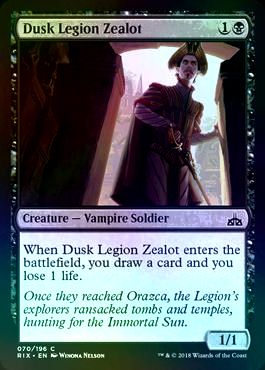 Dusk Legion Zealot 1
Creature — Vampire Soldier
When Dusk Legion Zealot enters the
battlefield, you draw a card and you
lose 1 life.
Once they reached Orazca, the Legion's
explorers ransacked tombs and temples,
hunting for the Immortal Sun.
1/1
070/196 C
RIX • EN Winona Nelson
™ & © 2018 Wizards of the Coast